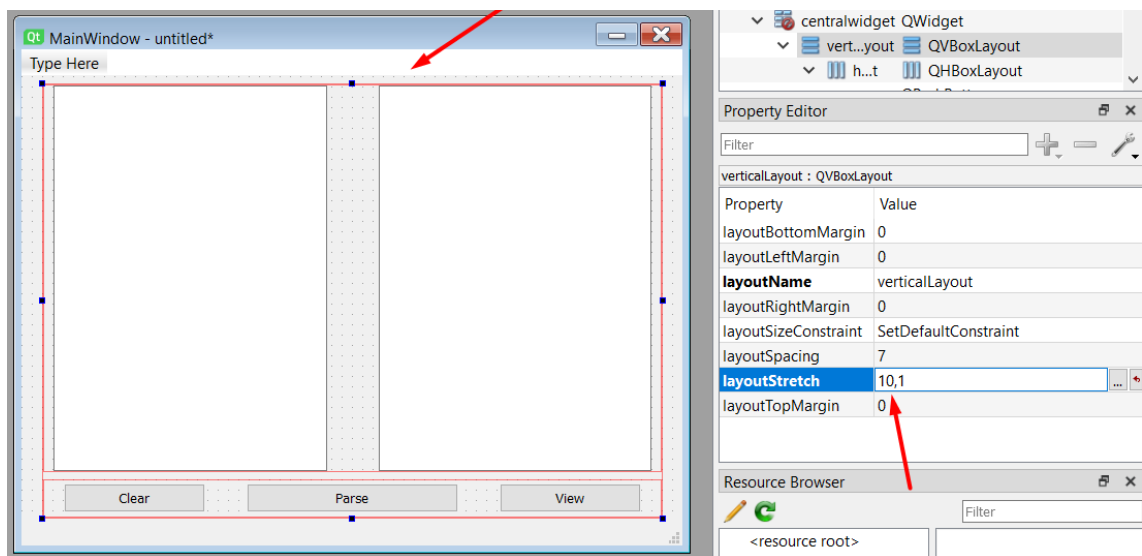 MainWindow - untitled*
Type Here
Clear
Parse
View
centralwidget QWidget
vert...yout QVBoxLayout
h...t QHBoxLayout
Property Editor
Filter
verticalLayout : QVBoxLayout
Property Value
layoutBottomMargin 0
layoutLeftMargin 0
layoutName verticalLayout
layoutRightMargin 0
layoutSizeConstraint SetDefaultConstraint
layoutSpacing 7
layoutStretch 10,1 ...
layoutTopMargin 0
Resource Browser
Filter
<resource root>